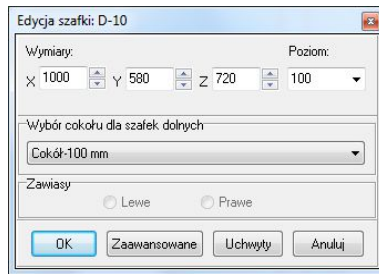 Edycja szafki: D-10
Wymiary: Poziom:
X 1000 Y 580 Z 720 100
Wybór cokołu dla szafek dolnych
Cokół-100 mm
Zawiasy
Lewe Prawe
OK Zaawansowane Uchwyty Anuluj